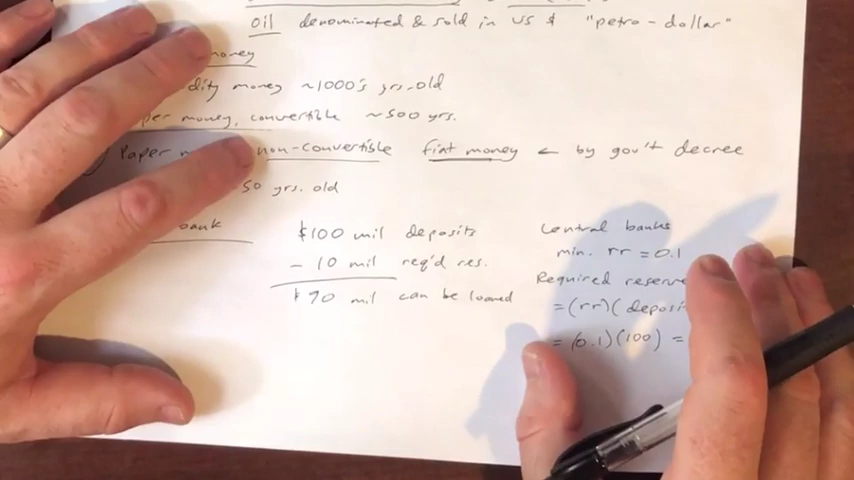 oil denominated & sold in US $ "petro-dollar"
money
dity money ~1000's yrs. old
per money, convertible ~500 yrs.
Paper m non-convertible fiat money ← by gov't decree
50 yrs. old
bank
$100 mil deposits
- 10 mil req'd res.
$90 mil can be loaned
Central banks
min. rr = 0.1
Required reserve
= (rr)( deposi
= (0.1)(100) =